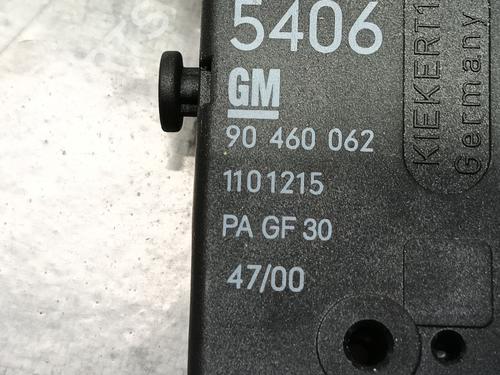 5406
GM
90 460 062
1101215
PA GF 30
47/00
KIEKERT
Germany